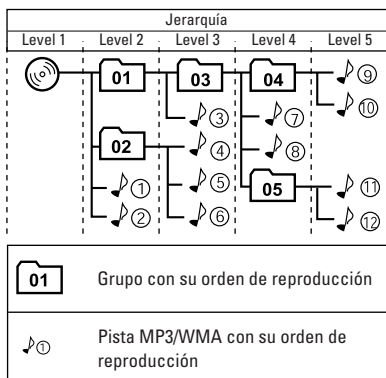 Jerarquía
Level 1 Level 2 Level 3 Level 4 Level 5
01 03 04 ⑨
⑩
③ ⑦
02 ④ ⑧
① ⑤ 05 ⑪
② ⑥ ⑫
01 Grupo con su orden de reproducción
① Pista MP3/WMA con su orden de
reproducción